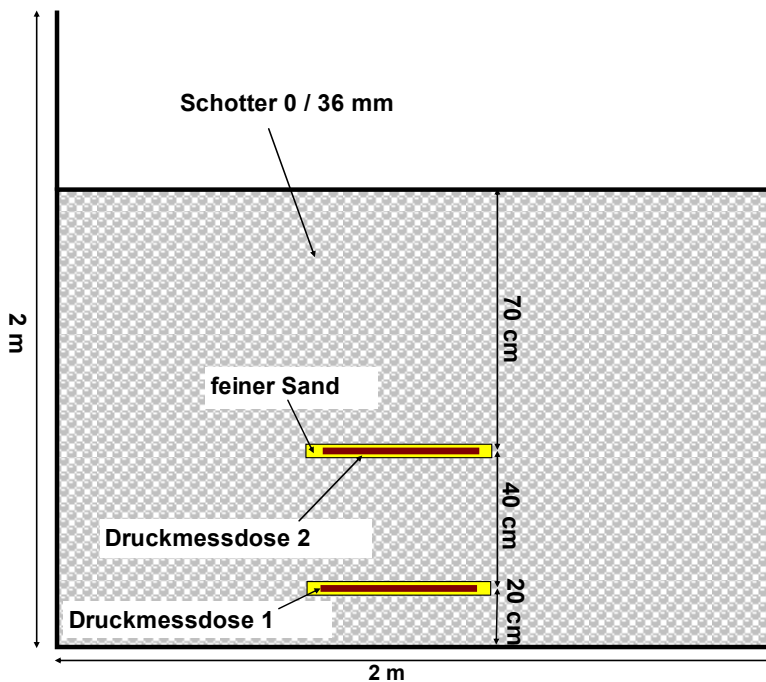 Schotter 0 / 36 mm
2 m
70 cm
feiner Sand
40 cm
Druckmessdose 2
20 cm
Druckmessdose 1
2 m